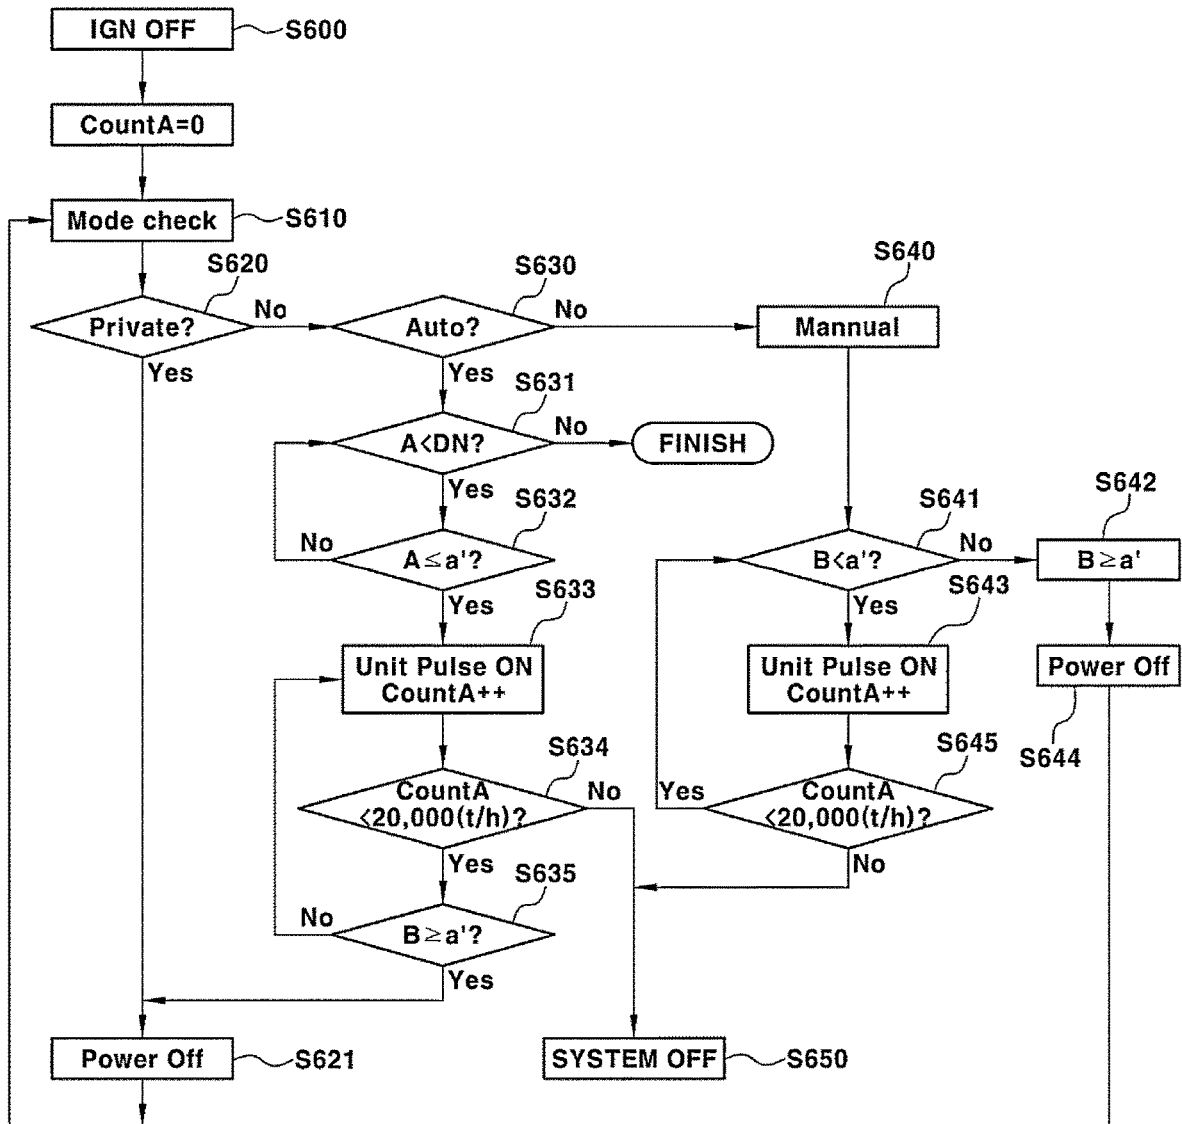 IGN OFF
S600
CountA=0
Mode check
S610
S620
Private?
No
Yes
S630
Auto?
No
Yes
S640
Mannual
S631
A<DN?
No
FINISH
Yes
S632
A≤a'?
No
Yes
S641
B<a'?
No
Yes
S642
B≥a'
S633
Unit Pulse ON
CountA++
S643
Unit Pulse ON
CountA++
Power Off
S644
S634
CountA
<20,000(t/h)?
No
Yes
S645
CountA
<20,000(t/h)?
Yes
No
S635
B≥a'?
No
Yes
Power Off
S621
SYSTEM OFF
S650